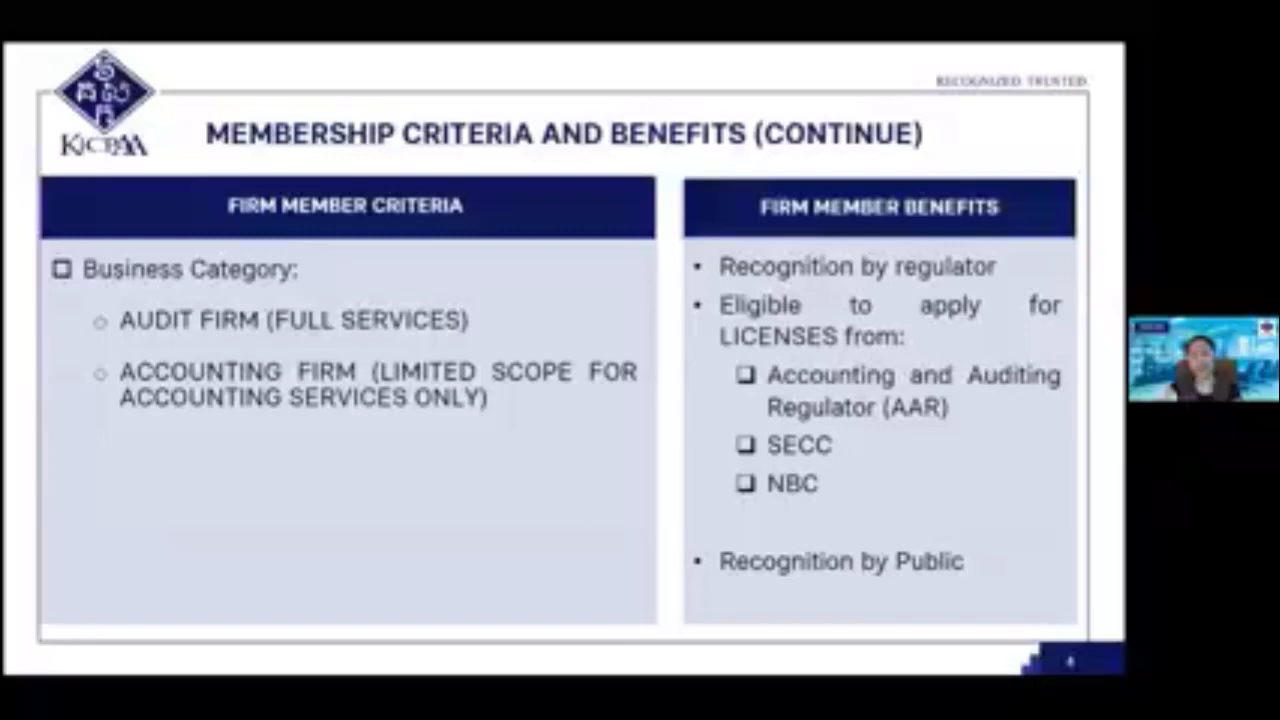 RECOGNIZED TRUSTED
KICPAA
MEMBERSHIP CRITERIA AND BENEFITS (CONTINUE)
FIRM MEMBER CRITERIA
Business Category:
AUDIT FIRM (FULL SERVICES)
ACCOUNTING FIRM (LIMITED SCOPE FOR
ACCOUNTING SERVICES ONLY)
FIRM MEMBER BENEFITS
Recognition by regulator
Eligible to apply for
LICENSES from:
Accounting and Auditing
Regulator (AAR)
SECC
NBC
Recognition by Public
4